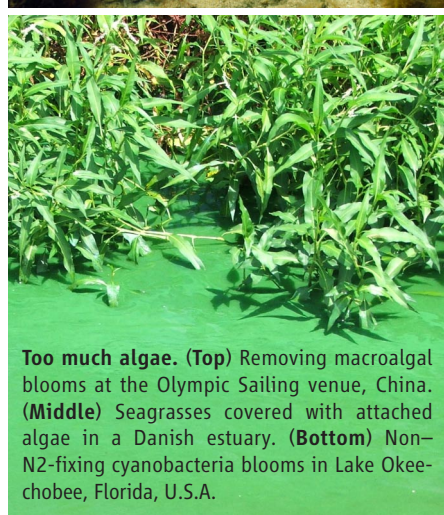 Too much algae. (Top) Removing macroalgal
blooms at the Olympic Sailing venue, China.
(Middle) Seagrasses covered with attached
algae in a Danish estuary. (Bottom) Non–
N2-fixing cyanobacteria blooms in Lake Okee-
chobee, Florida, U.S.A.